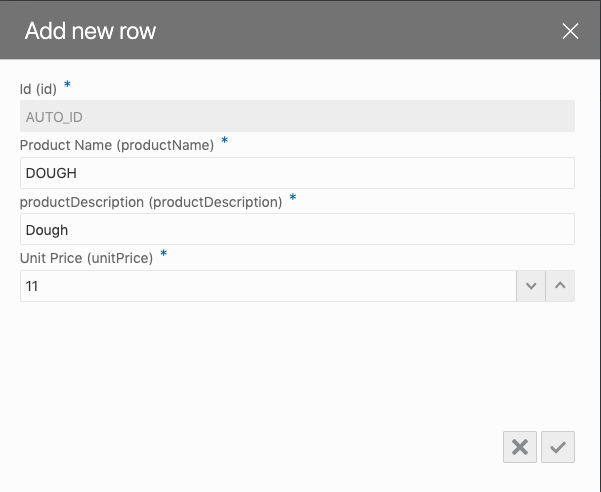 Add new row
Id (id) *
AUTO_ID
Product Name (productName) *
DOUGH
productDescription (productDescription) *
Dough
Unit Price (unitPrice) *
11